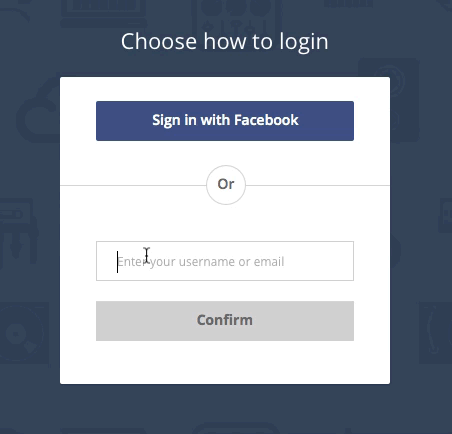 Choose how to login
Sign in with Facebook
Or
Enter your username or email
Confirm